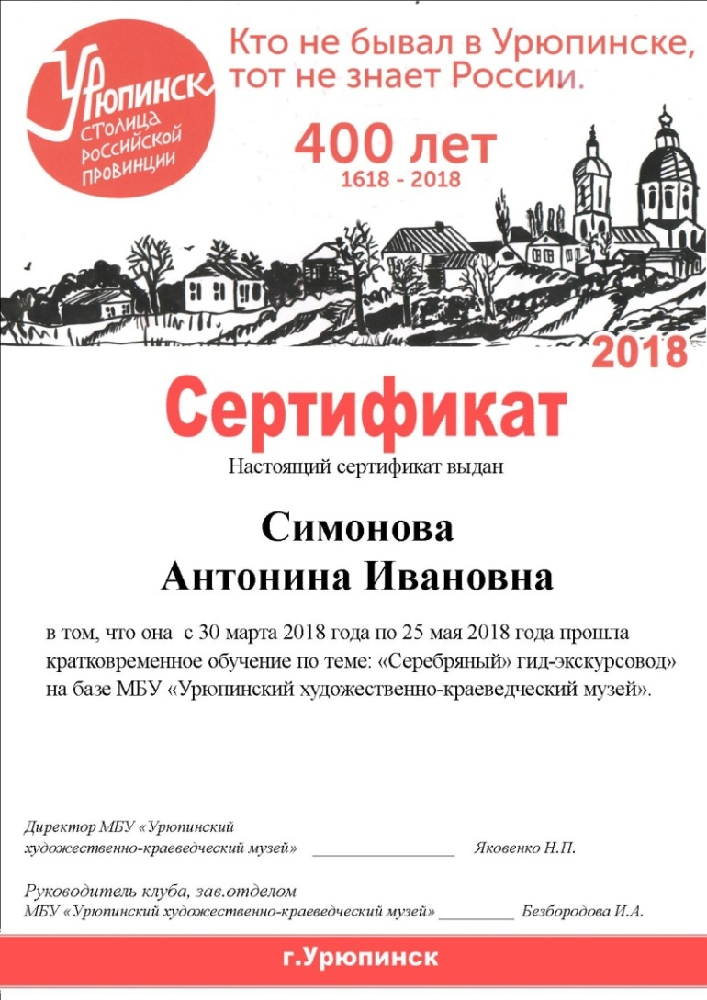 Урюпинск
столица
российской
провинции
Кто не бывал в Урюпинске,
тот не знает России.
400 лет
1618 - 2018
2018
Сертификат
Настоящий сертификат выдан
Симонова
Антонина Ивановна
в том, что она с 30 марта 2018 года по 25 мая 2018 года прошла
кратковременное обучение по теме: «Серебряный» гид-экскурсовод»
на базе МБУ «Урюпинский художественно-краеведческий музей».
Директор МБУ «Урюпинский
художественно-краеведческий музей» _________________ Яковенко Н.П.
Руководитель клуба, зав.отделом
МБУ «Урюпинский художественно-краеведческий музей» _________ Безбородова И.А.
г.Урюпинск